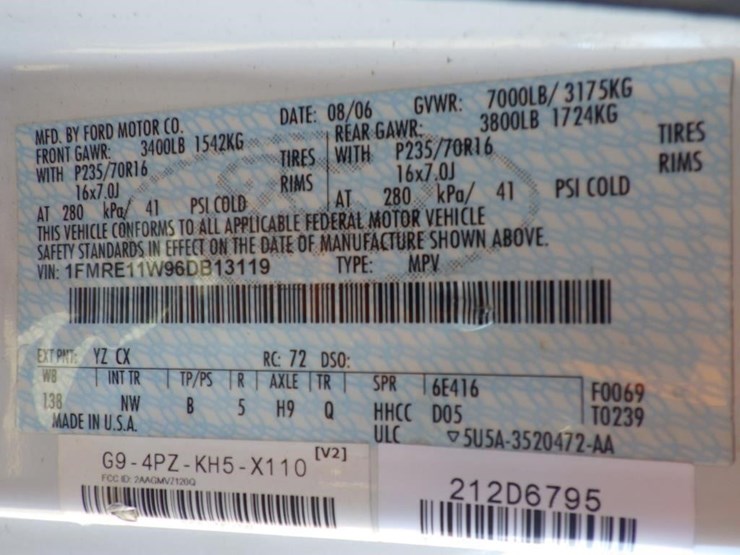 MFD. BY FORD MOTOR CO. DATE: 08/06 GVWR: 7000LB/ 3175KG
FRONT GAWR: 3400LB 1542KG REAR GAWR: 3800LB 1724KG
WITH P235/70R16 TIRES WITH P235/70R16 TIRES
16x7.0J RIMS 16x7.0J RIMS
AT 280 kPa/ 41 PSI COLD AT 280 kPa/ 41 PSI COLD
THIS VEHICLE CONFORMS TO ALL APPLICABLE FEDERAL MOTOR VEHICLE
SAFETY STANDARDS IN EFFECT ON THE DATE OF MANUFACTURE SHOWN ABOVE.
VIN: 1FMRE11W96DB13119 TYPE: MPV
EXT PNT: YZ CX RC: 72 DSO:
WB INT TR TP/PS R AXLE TR SPR 6E416 F0069
138 NW B 5 H9 Q HHCC D05 T0239
MADE IN U.S.A. ULC ▽5U5A-3520472-AA
G9-4PZ-KH5-X110 [V2]
FCC ID: 2AAGMV7120G
212D6795